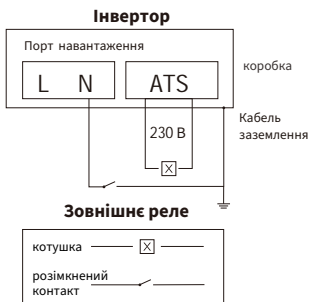 Інвертор
Порт навантаження
L N ATS
коробка
230 В
Кабель
заземлення
X
Зовнішнє реле
котушка X
розімкнений
контакт